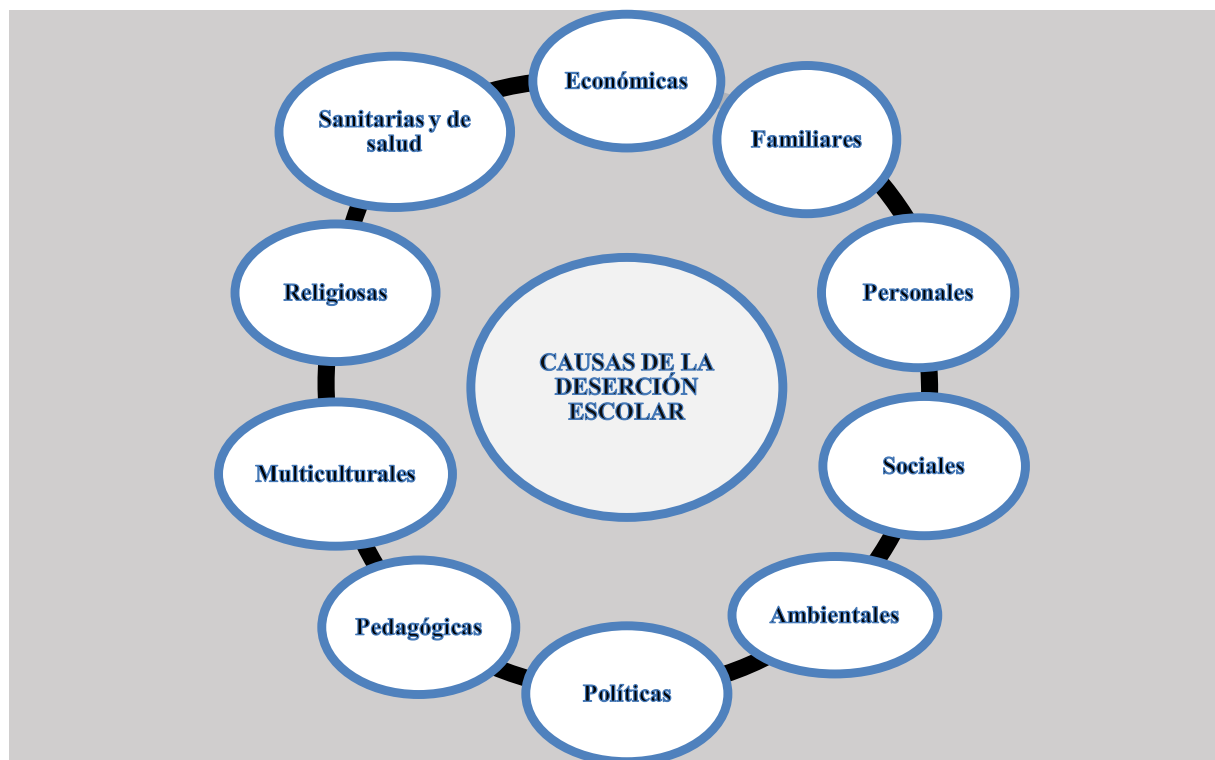 Económicas
Familiares
Personales
Sociales
Ambientales
Políticas
Pedagógicas
Multiculturales
Religiosas
Sanitarias y de
salud
CAUSAS DE LA
DESERCIÓN
ESCOLAR